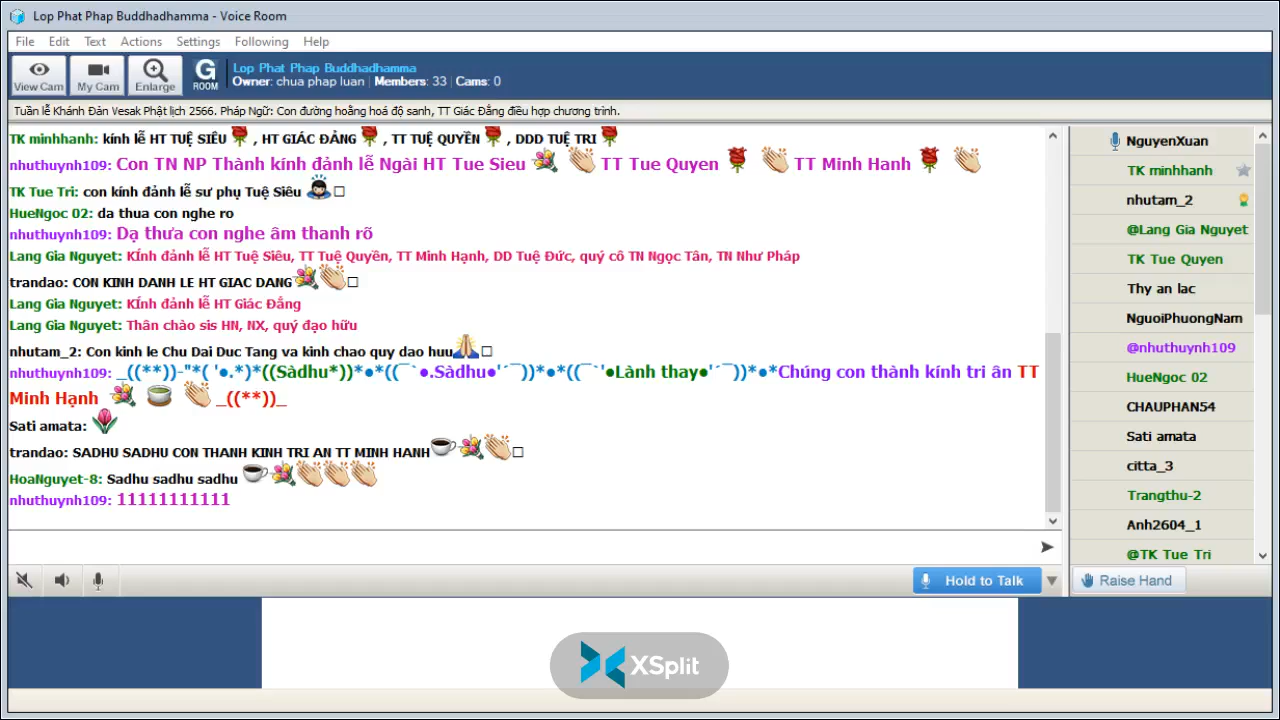 Lop Phat Phap Buddhadhamma - Voice Room
File Edit Text Actions Settings Following Help
View Cam My Cam Enlarge G ROOM
Lop Phat Phap Buddhadhamma
Owner: chua phap luan | Members: 33 | Cams: 0
Tuần lễ Khánh Đản Vesak Phật lịch 2566. Pháp Ngữ: Con đường hoằng hoá độ sanh, TT Giác Đẳng điều hợp chương trình.
TK minhhanh: kính lễ HT TUỆ SIÊU🌹, HT GIÁC ĐẲNG🌹, TT TUỆ QUYỀN🌹, DDD TUỆ TRI🌹
nhuthuynh109: Con TN NP Thành kính đảnh lễ Ngài HT Tue Sieu 💐 👏 TT Tue Quyen 🌹 👏 TT Minh Hanh 🌹 👏
TK Tue Tri: con kính đảnh lễ sư phụ Tuệ Siêu 🙇□
HueNgoc 02: da thua con nghe ro
nhuthuynh109: Dạ thưa con nghe âm thanh rõ
Lang Gia Nguyet: KÍnh đảnh lễ HT Tuệ Siêu, TT Tuệ Quyền, TT Minh Hạnh, DD Tuệ Đức, quý cô TN Ngọc Tân, TN Như Pháp
trandao: CON KINH DANH LE HT GIAC DANG💐👏□
Lang Gia Nguyet: KÍnh đảnh lễ HT Giác Đẳng
Lang Gia Nguyet: Thân chào sis HN, NX, quý đạo hữu
nhutam_2: Con kinh le Chu Dai Duc Tang va kinh chao quy dao huu🙏□
nhuthuynh109: _((**))-"*( '●.*)*((Sàdhu*))*●*((¯`●.Sàdhu●'´¯))*●*((¯`'●Lành thay●'´¯))*●*Chúng con thành kính tri ân TT
Minh Hạnh 💐 🍵 👏 _((**))_
Sati amata: 🌷
trandao: SADHU SADHU CON THANH KINH TRI AN TT MINH HANH☕💐👏□
HoaNguyet-8: Sadhu sadhu sadhu ☕💐👏👏👏
nhuthuynh109: 11111111111
NguyenXuan
TK minhhanh
nhutam_2
@Lang Gia Nguyet
TK Tue Quyen
Thy an lac
NguoiPhuongNam
@nhuthuynh109
HueNgoc 02
CHAUPHAN54
Sati amata
citta_3
Trangthu-2
Anh2604_1
@TK Tue Tri
Hold to Talk
Raise Hand
XSplit